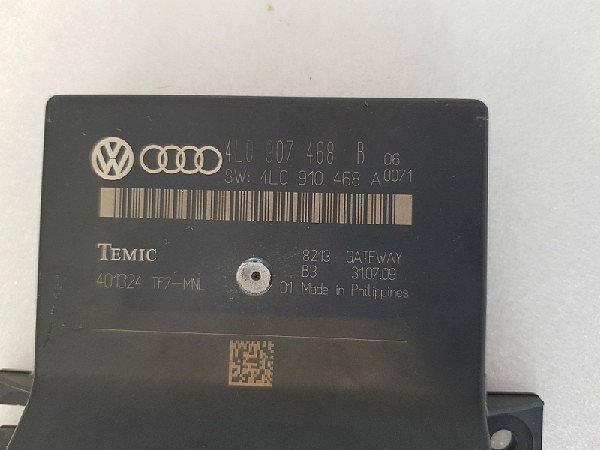 4L0 907 468 B 06
SW: 4L0 910 468 A 0071
TEMIC
8213 GATEWAY
401324 TF7-MNL B3 31.07.09
01 Made in Philippines